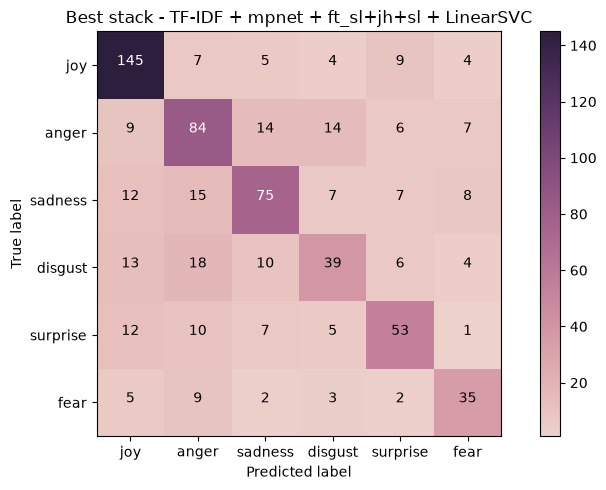 Best stack - TF-IDF + mpnet + ft_sl+jh+sl + LinearSVC
True label
joy 145 7 5 4 9 4
anger 9 84 14 14 6 7
sadness 12 15 75 7 7 8
disgust 13 18 10 39 6 4
surprise 12 10 7 5 53 1
fear 5 9 2 3 2 35
joy anger sadness disgust surprise fear
Predicted label
140
120
100
80
60
40
20